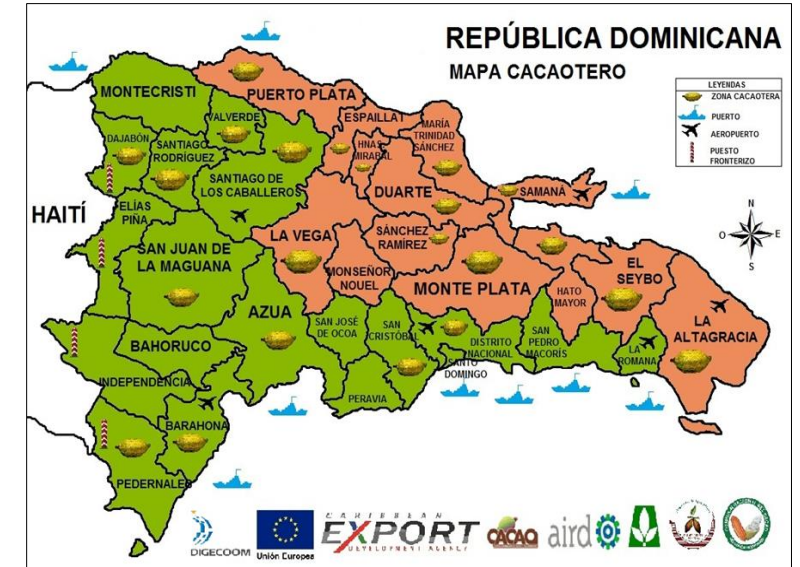 REPÚBLICA DOMINICANA
MAPA CACAOTERO
LEYENDAS
ZONA CACAOTERA
PUERTO
AEROPUERTO
PUESTO
FRONTERIZO
N
O
E
S
HAITÍ
MONTECRISTI
PUERTO PLATA
VALVERDE
ESPAILLAT
MARÍA
TRINIDAD
SÁNCHEZ
DAJABÓN
SANTIAGO
RODRÍGUEZ
HNAS
MIRABAL
SANTIAGO DE
LOS CABALLEROS
DUARTE
SAMANÁ
ELÍAS
PIÑA
SAN JUAN DE
LA MAGUANA
LA VEGA
SÁNCHEZ
RAMÍREZ
MONSEÑOR
NOUEL
MONTE PLATA
HATO
MAYOR
EL
SEYBO
LA
ALTAGRACIA
AZUA
SAN JOSÉ
DE OCOA
SAN
CRISTÓBAL
DISTRITO
NACIONAL
SAN
PEDRO
MACORÍS
LA
ROMANA
BAHORUCO
SANTO
DOMINGO
INDEPENDENCIA
PERAVIA
BARAHONA
PEDERNALES
DIGECOOM
Unión Europea
CARIBBEAN
EXPORT
DEVELOPMENT AGENCY
CACAO
aird